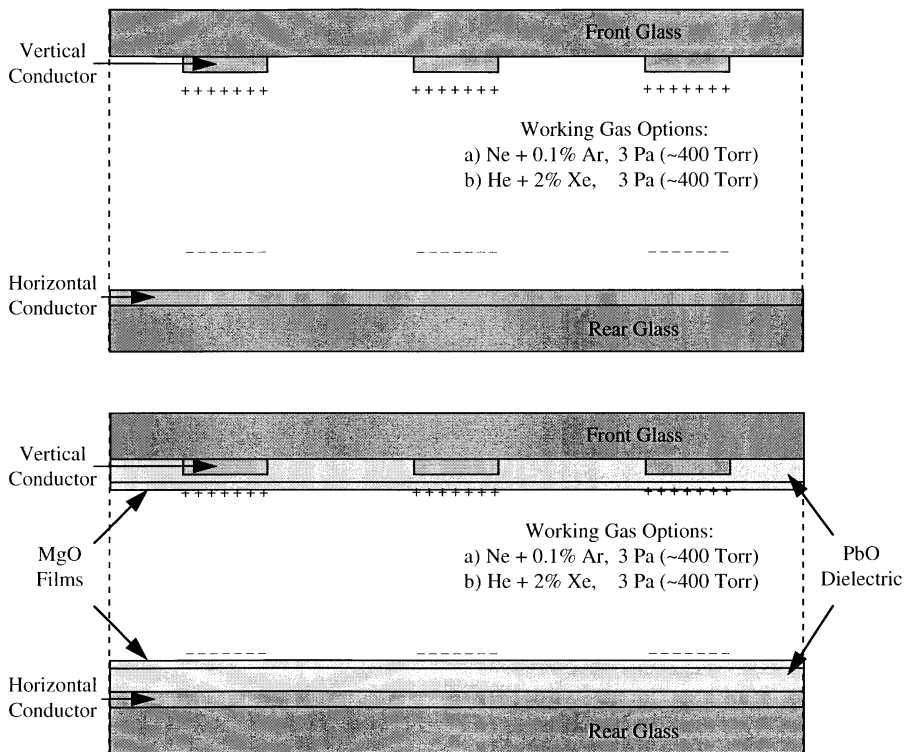 Front Glass
Vertical
Conductor
+++++++ +++++++ +++++++
Working Gas Options:
a) Ne + 0.1% Ar, 3 Pa (~400 Torr)
b) He + 2% Xe, 3 Pa (~400 Torr)
------- ------- -------
Horizontal
Conductor
Rear Glass
Front Glass
Vertical
Conductor
+++++++ +++++++ +++++++
Working Gas Options:
a) Ne + 0.1% Ar, 3 Pa (~400 Torr)
b) He + 2% Xe, 3 Pa (~400 Torr)
MgO
Films
PbO
Dielectric
------- ------- -------
Horizontal
Conductor
Rear Glass